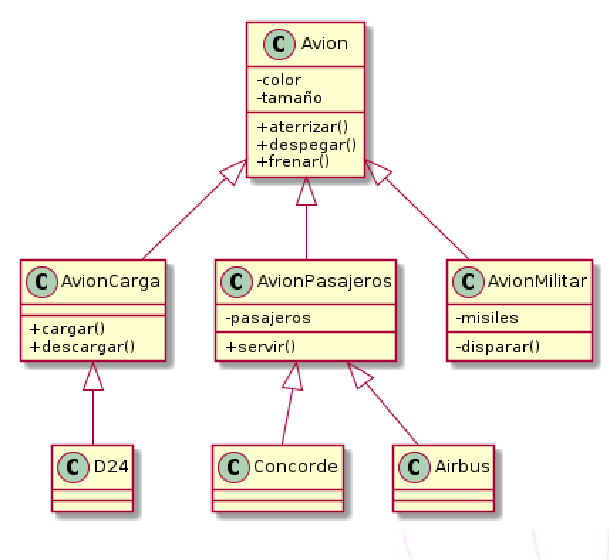 C Avion
-color
-tamaño
+aterrizar()
+despegar()
+frenar()
C AvionCarga
+cargar()
+descargar()
C AvionPasajeros
-pasajeros
+servir()
C AvionMilitar
-misiles
-disparar()
C D24
C Concorde
C Airbus